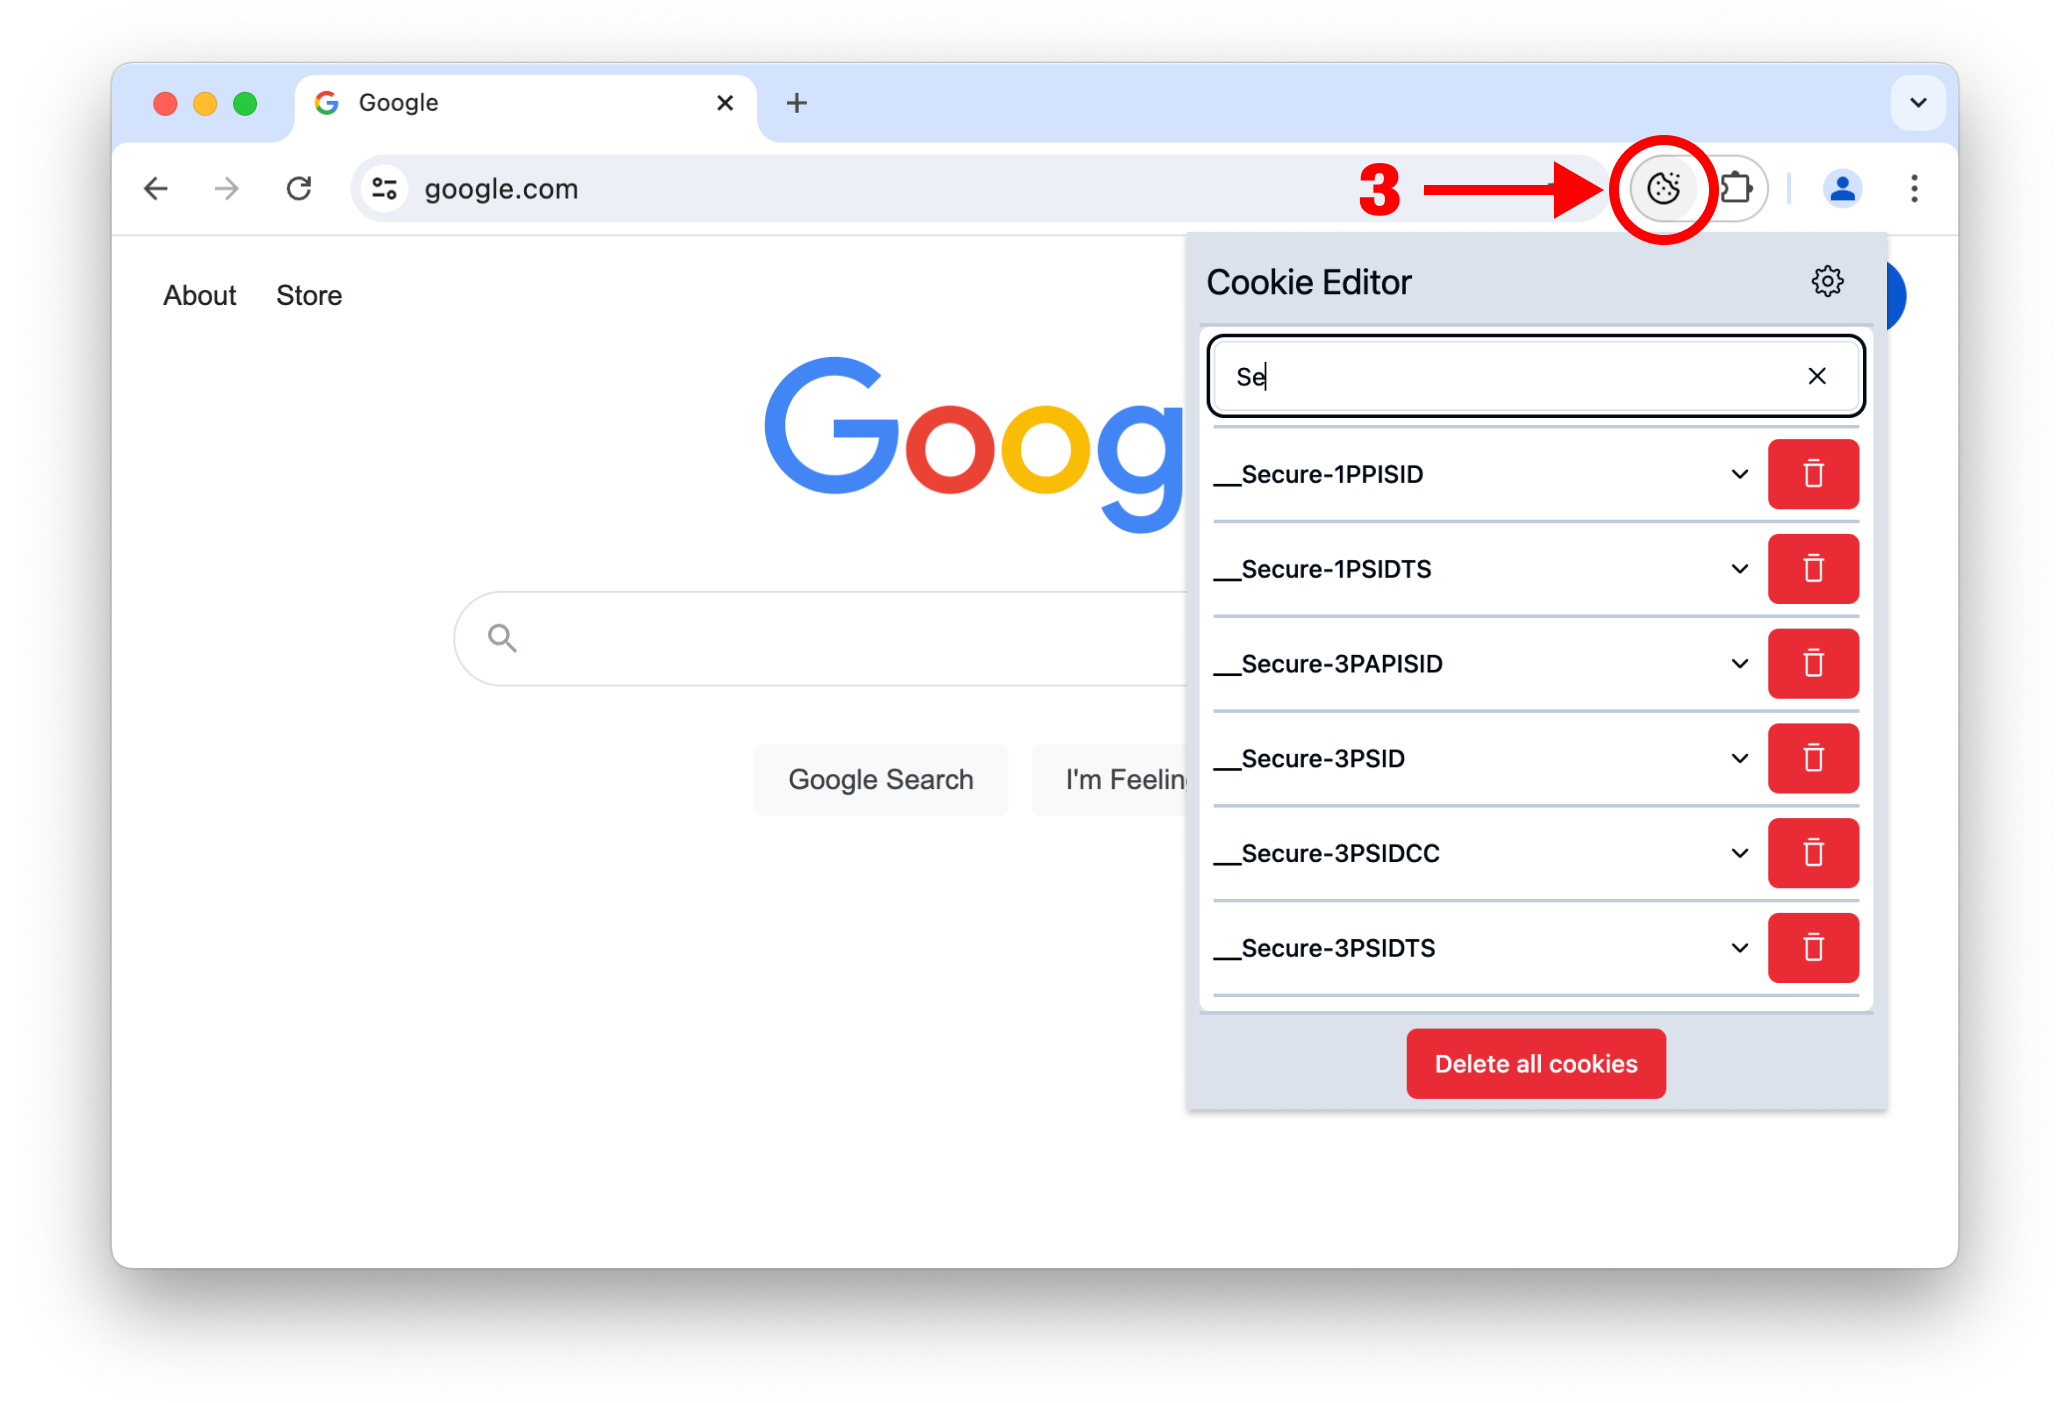 Google
google.com
3
About Store
Cookie Editor
Se
Goog
__Secure-1PPISID
__Secure-1PSIDTS
__Secure-3PAPISID
__Secure-3PSID
Google Search
I'm Feelin
__Secure-3PSIDCC
__Secure-3PSIDTS
Delete all cookies